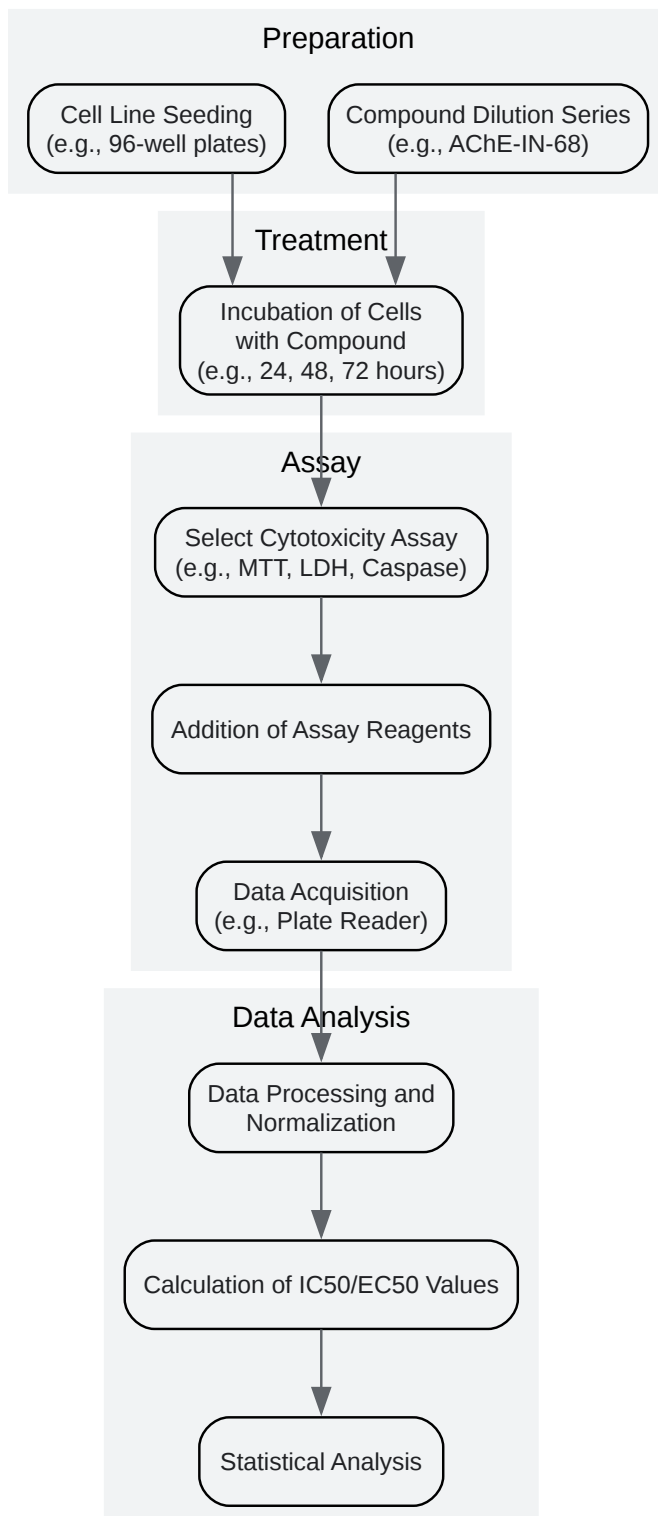 Preparation
Cell Line Seeding
(e.g., 96-well plates)
Compound Dilution Series
(e.g., AChE-IN-68)
Treatment
Incubation of Cells
with Compound
(e.g., 24, 48, 72 hours)
Assay
Select Cytotoxicity Assay
(e.g., MTT, LDH, Caspase)
Addition of Assay Reagents
Data Acquisition
(e.g., Plate Reader)
Data Analysis
Data Processing and
Normalization
Calculation of IC50/EC50 Values
Statistical Analysis